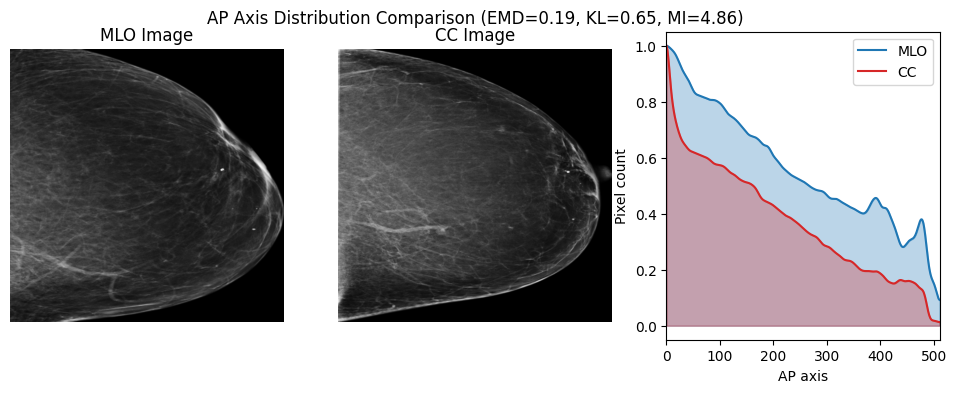 AP Axis Distribution Comparison (EMD=0.19, KL=0.65, MI=4.86)
MLO Image
CC Image
MLO
CC
Pixel count
1.0
0.8
0.6
0.4
0.2
0.0
0 100 200 300 400 500
AP axis